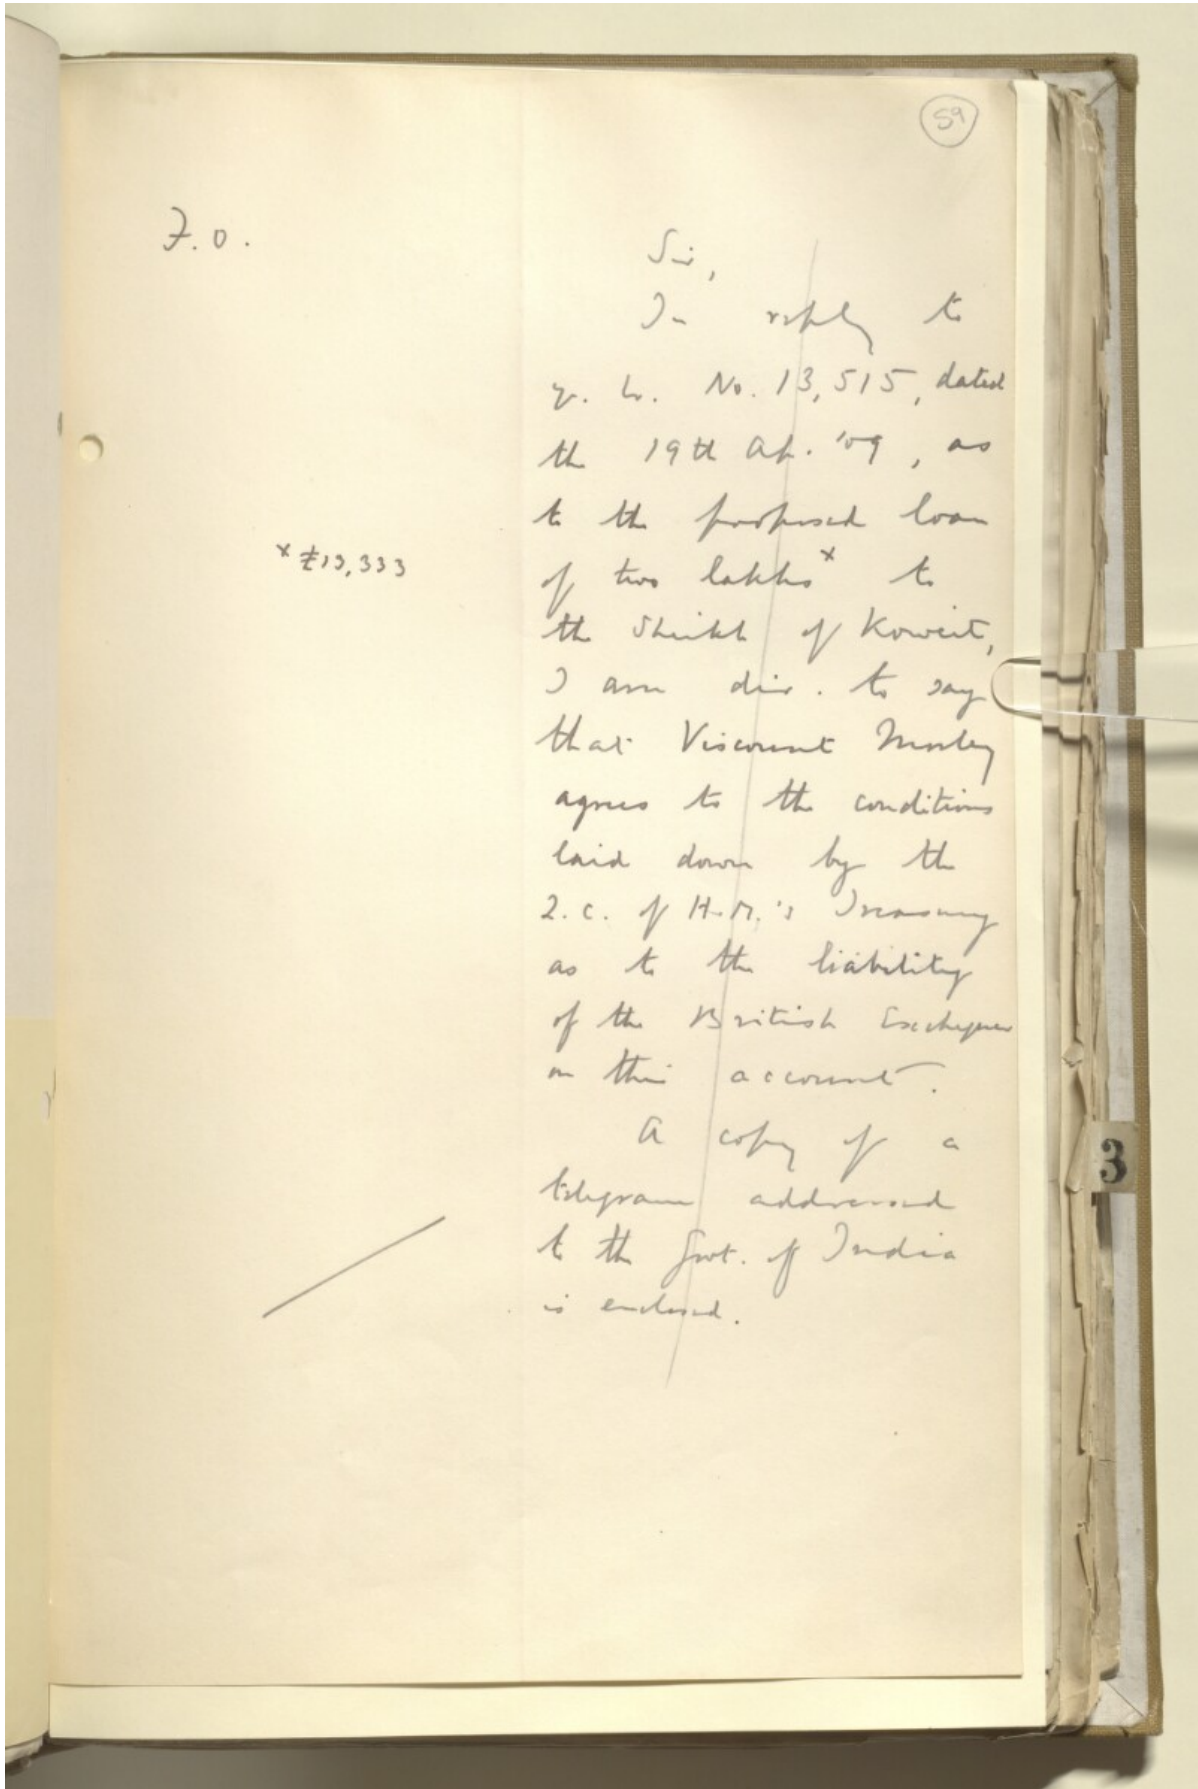 59
F.O.
Sir,
In reply to
y. lr. No. 13,515, dated
the 19th Ap. '09, as
to the proposed loan
x £13,333
of two lakhs x to
the Sheikh of Koweit,
I am dir. to say
that Viscount Morley
agrees to the conditions
laid down by the
L.C. of H.M.'s Treasury
as to the liability
of the British Exchequer
on this account.
A copy of a
telegram addressed
to the Govt. of India
is enclosed.
3